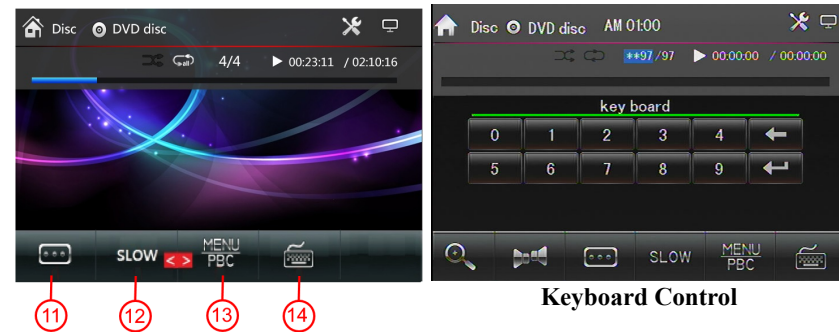 Disc DVD disc
4/4 00:23:11 / 02:10:16
SLOW < > MENU
PBC
11 12 13 14
Disc DVD disc AM 01:00
**97/97 00:00:00 / 00:00:00
key board
0 1 2 3 4
5 6 7 8 9
SLOW MENU
PBC
Keyboard Control